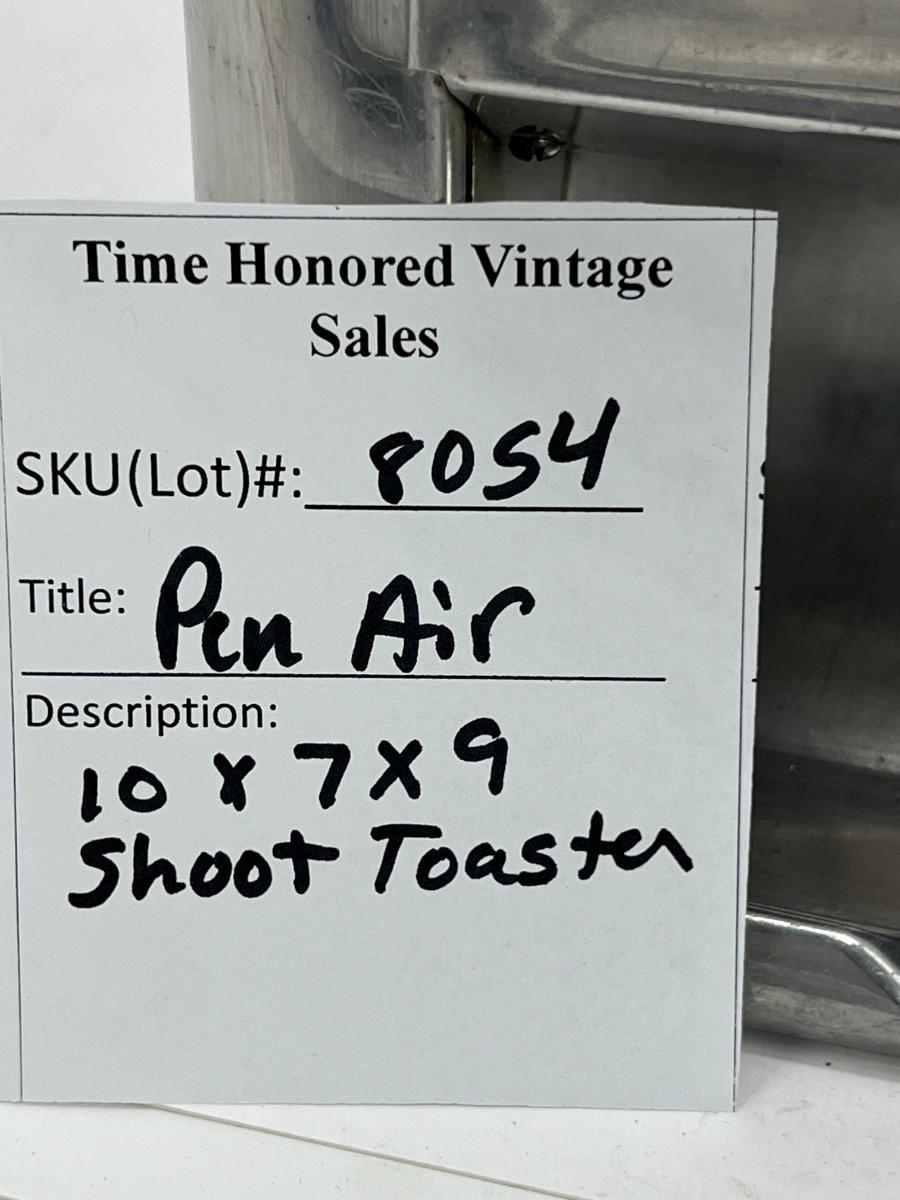 Time Honored Vintage
Sales
SKU(Lot)#: 8054
Title: Pen Air
Description:
10 x 7 x 9
Shoot Toaster